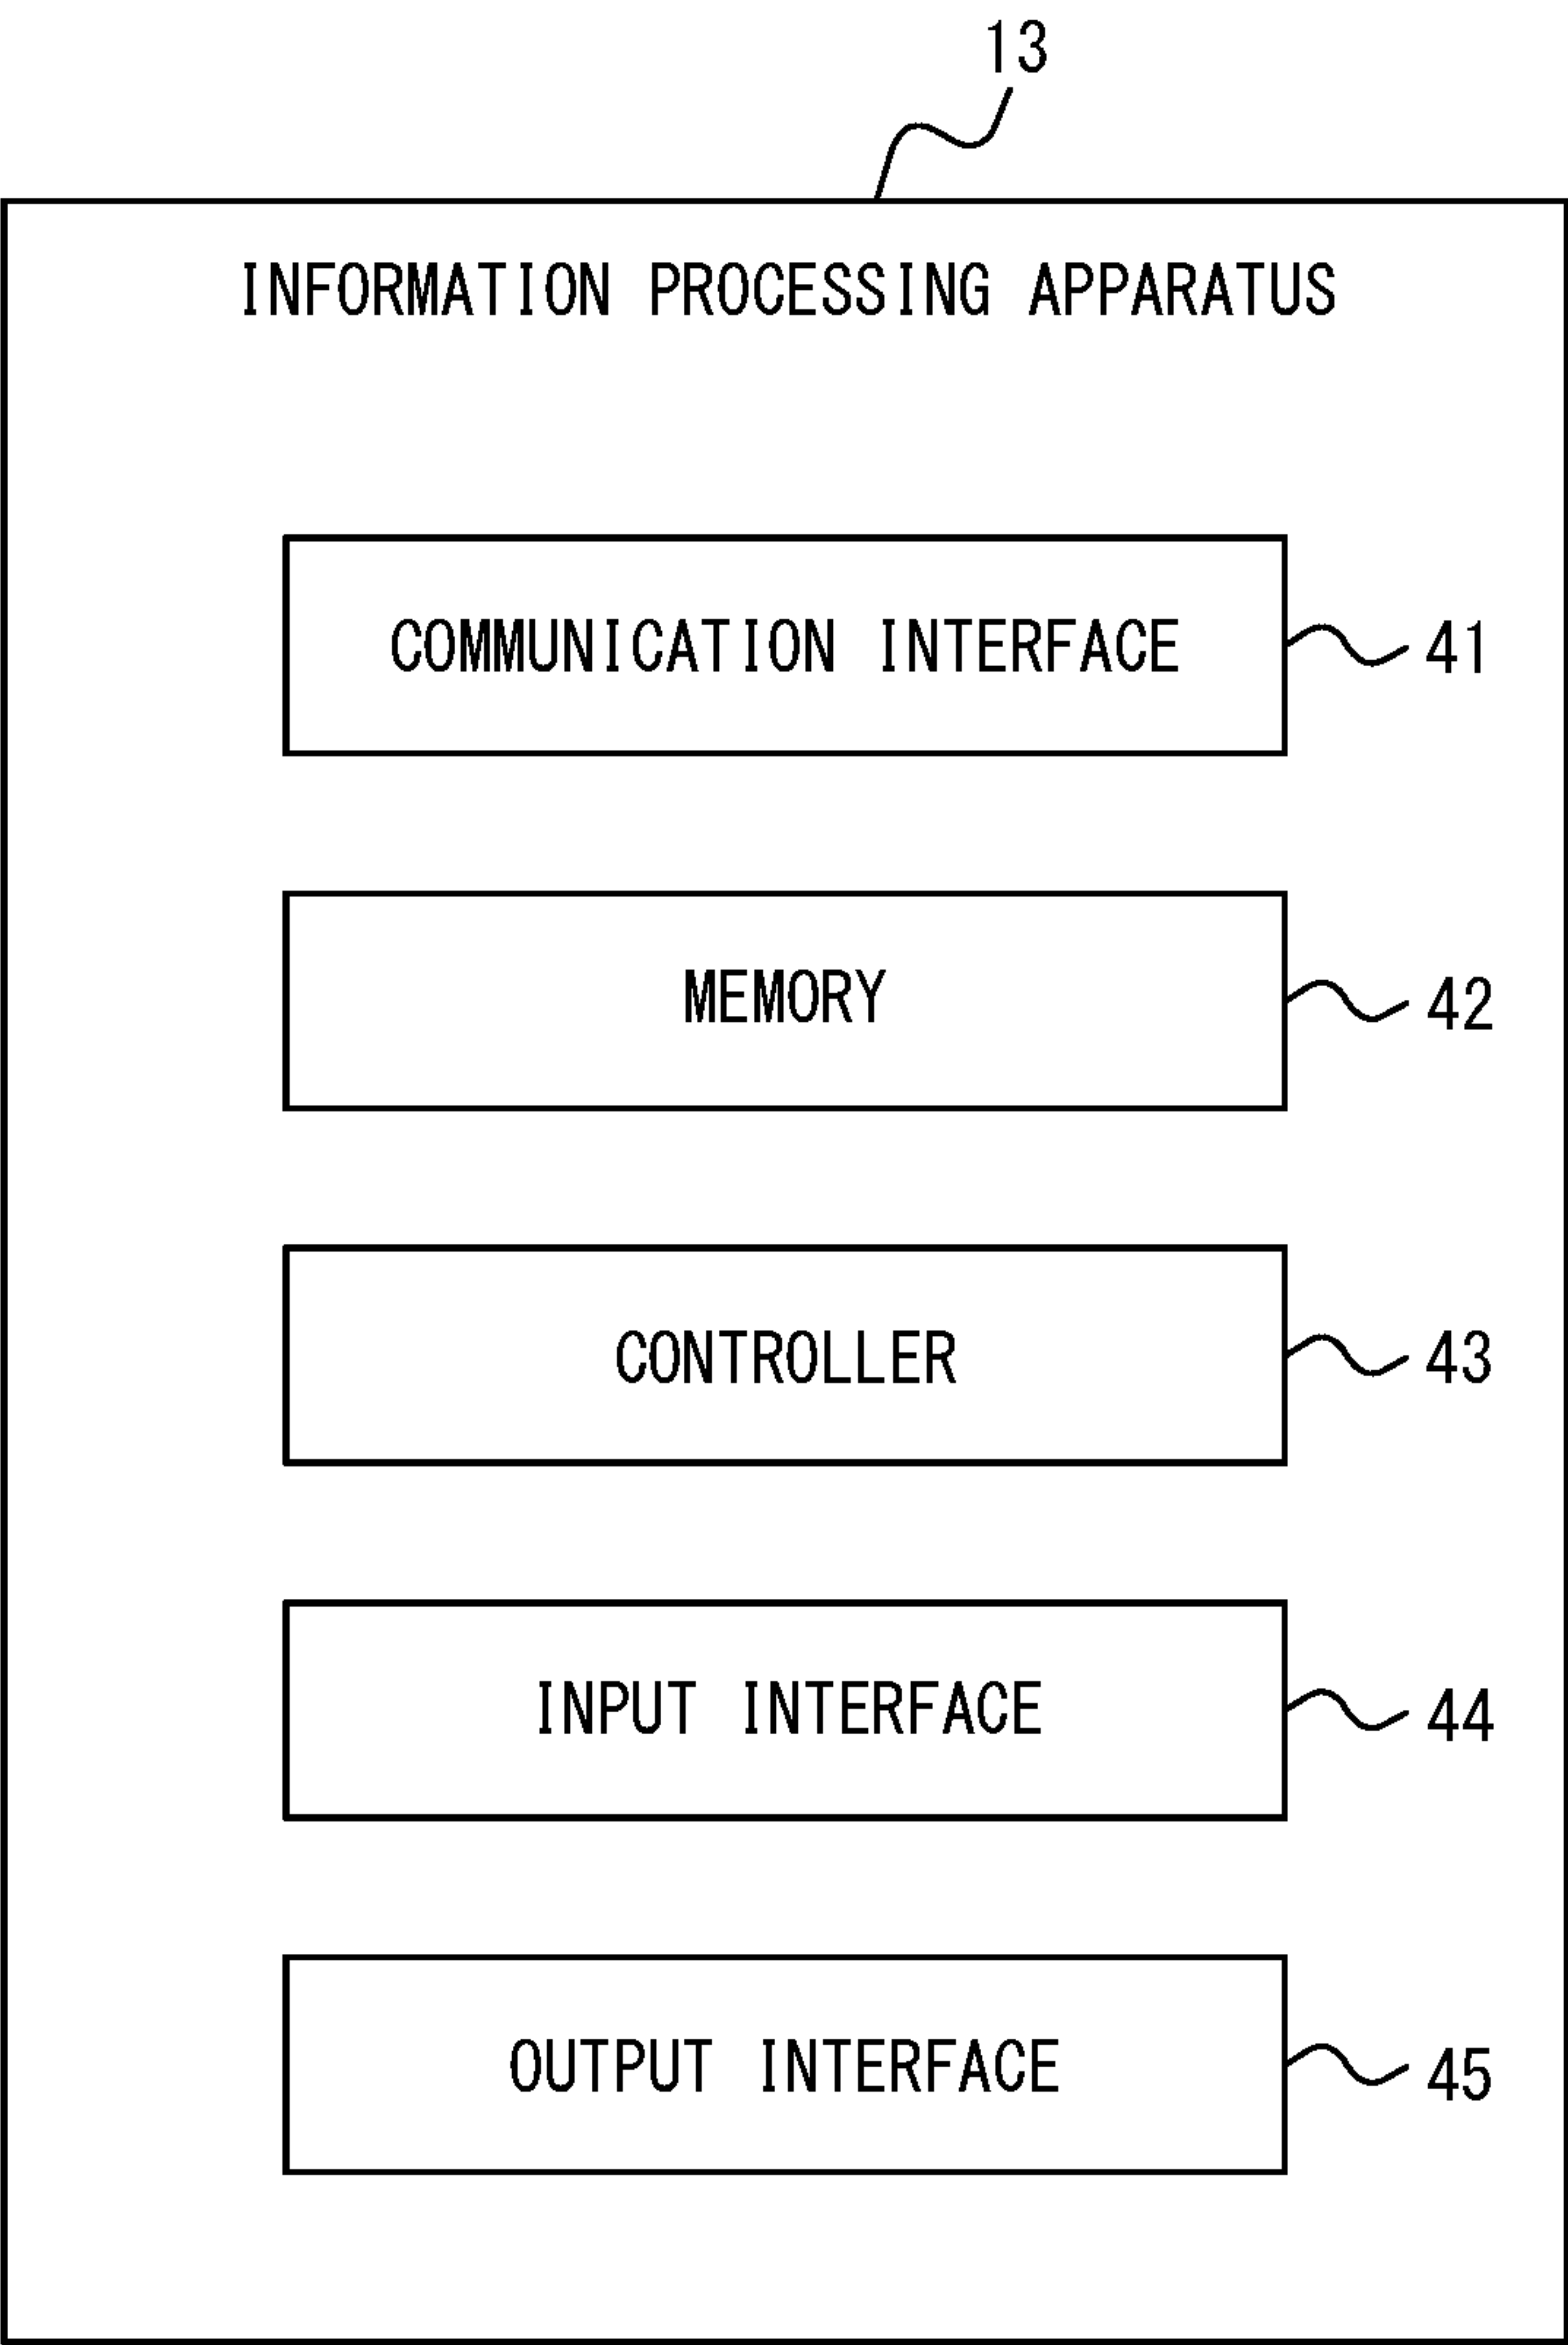 13
INFORMATION PROCESSING APPARATUS
COMMUNICATION INTERFACE 41
MEMORY 42
CONTROLLER 43
INPUT INTERFACE 44
OUTPUT INTERFACE 45